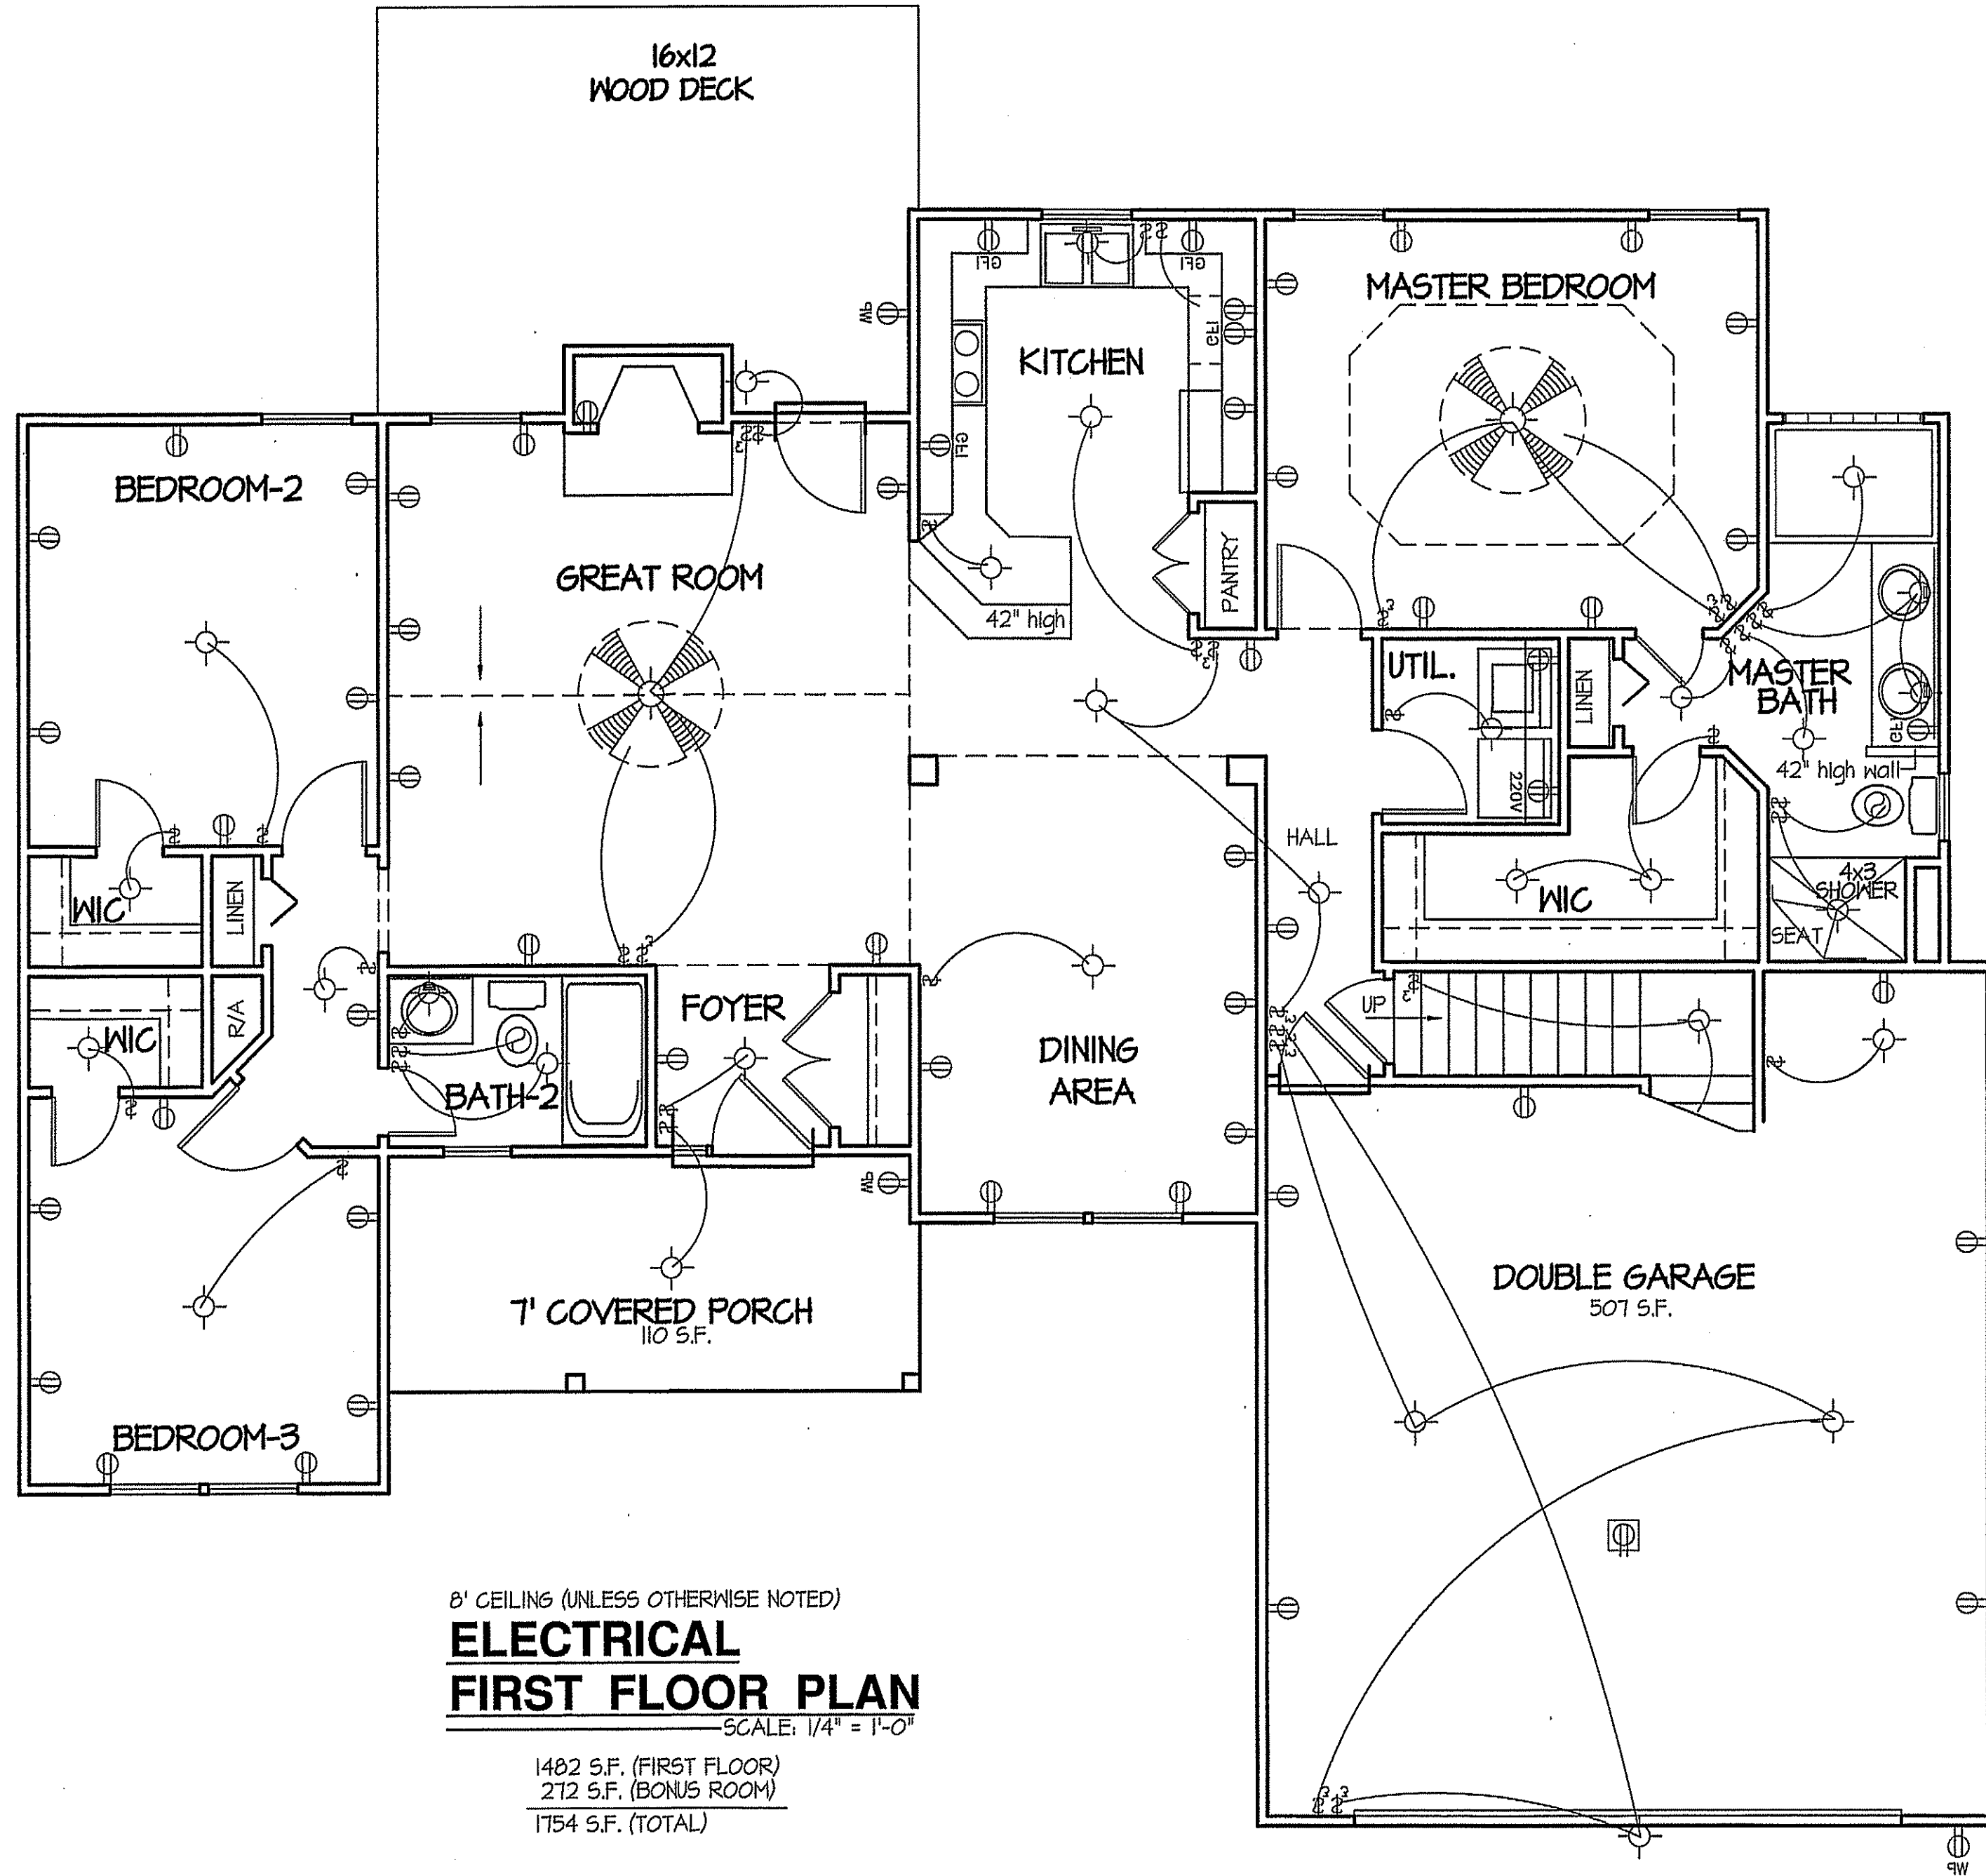 16x12
WOOD DECK
GFI
GFI
MASTER BEDROOM
WP
GFI
KITCHEN
GFI
BEDROOM-2
GREAT ROOM
PANTRY
42" high
UTIL.
LINEN
MASTER
BATH
GFI
42" high wall
220V
HALL
4x3
SHOWER
SEAT
WIC
LINEN
WIC
R/A
WIC
FOYER
UP
DINING
AREA
BATH-2
WP
DOUBLE GARAGE
507 S.F.
7' COVERED PORCH
110 S.F.
BEDROOM-3
8' CEILING (UNLESS OTHERWISE NOTED)
ELECTRICAL
FIRST FLOOR PLAN
SCALE: 1/4" = 1'-0"
1482 S.F. (FIRST FLOOR)
272 S.F. (BONUS ROOM)
1754 S.F. (TOTAL)
WP